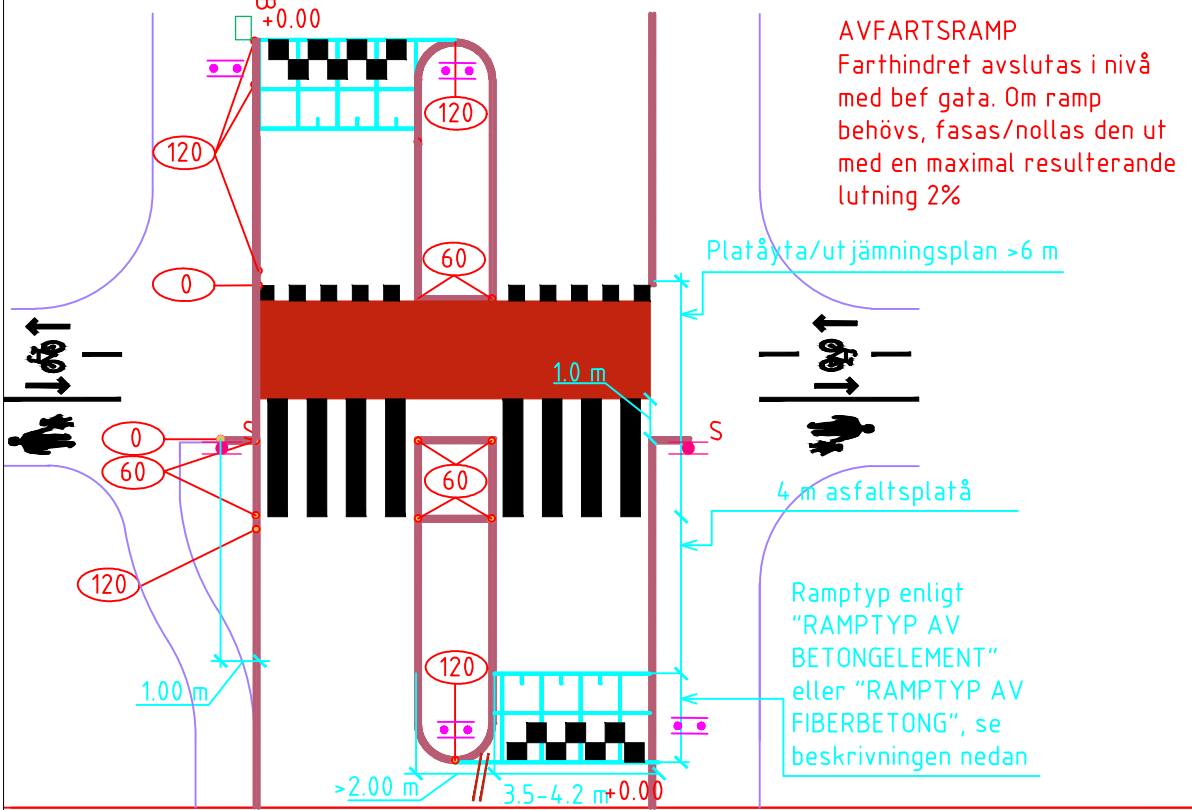 8
+0.00
AVFARTSRAMP
Farthindret avslutas i nivå
med bef gata. Om ramp
behövs, fasas/nollas den ut
med en maximal resulterande
lutning 2%
120
120
60
0
Platåyta/utjämningsplan >6 m
1.0 m
S
S
0
60
60
4 m asfaltsplatå
120
Ramptyp enligt
"RAMPTYP AV
BETONGELEMENT"
eller "RAMPTYP AV
FIBERBETONG", se
beskrivningen nedan
120
1.00 m
>2.00 m
3.5-4.2 m
+0.00